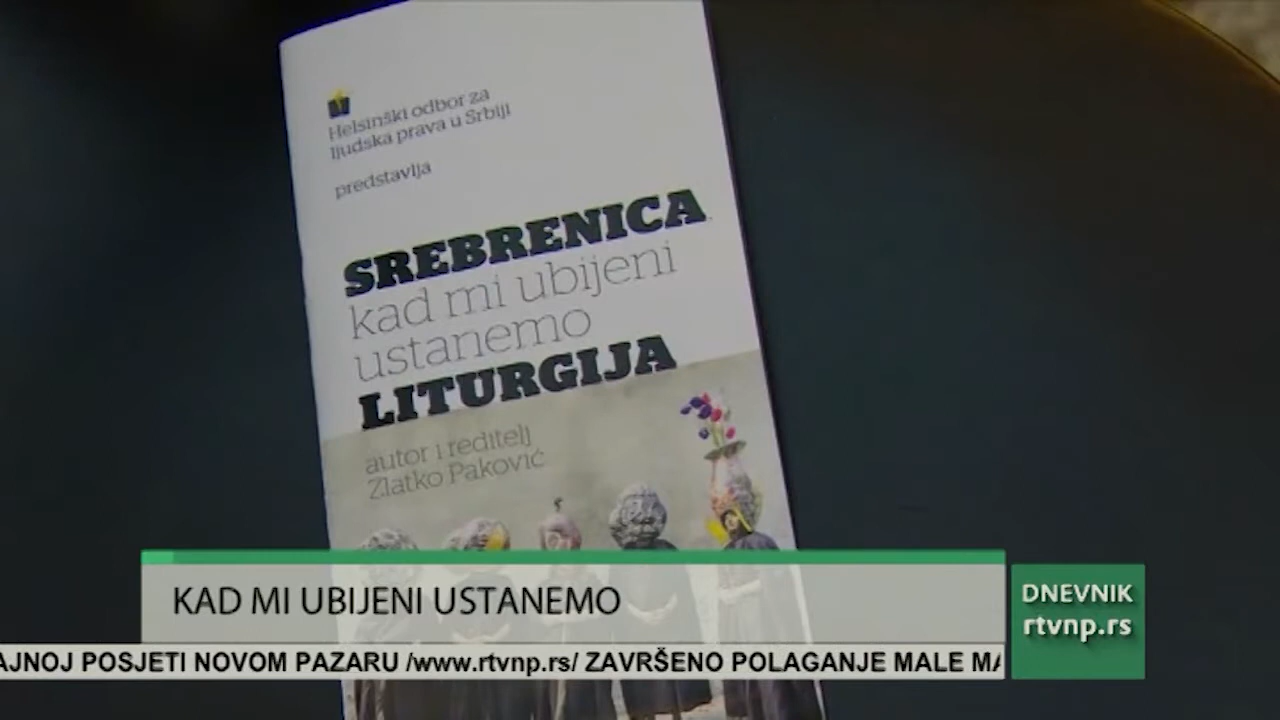 Helsinški odbor za
ljudska prava u Srbiji
predstavlja
SREBRENICA
kad mi ubijeni
ustanemo
LITURGIJA
autor i reditelj
Zlatko Paković
KAD MI UBIJENI USTANEMO
DNEVNIK
rtvnp.rs
AJNOJ POSJETI NOVOM PAZARU /www.rtvnp.rs/ ZAVRŠENO POLAGANJE MALE MA